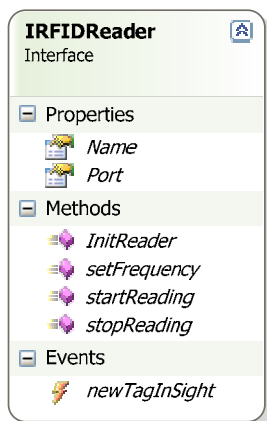 IRFIDReader
Interface
Properties
Name
Port
Methods
InitReader
setFrequency
startReading
stopReading
Events
newTagInSight